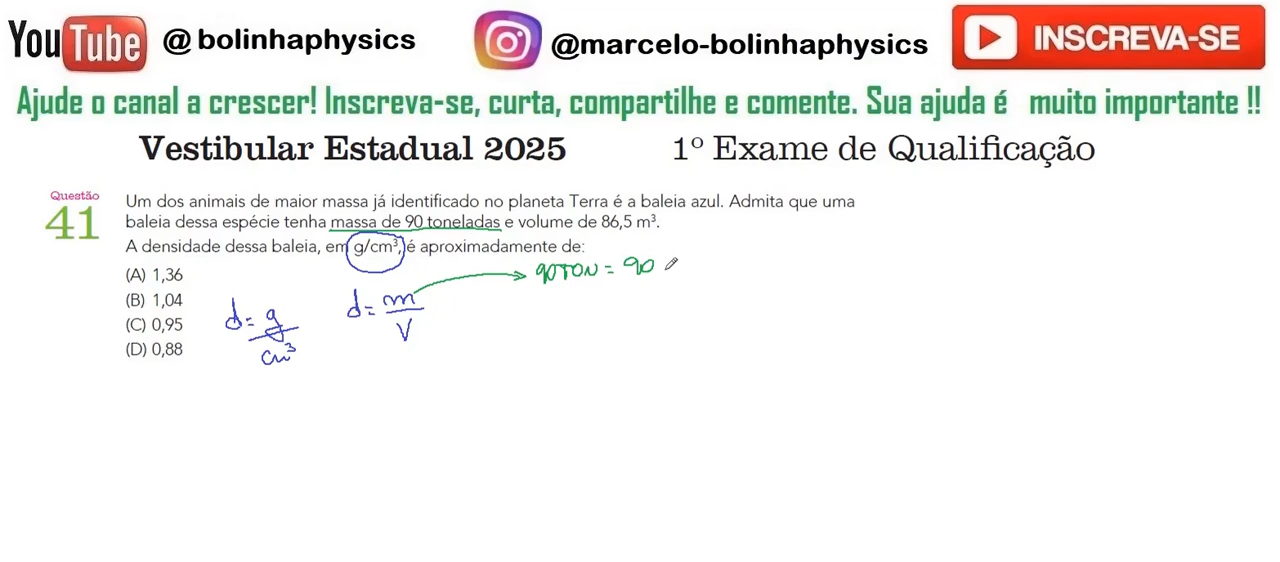 YouTube @bolinhaphysics @marcelo-bolinhaphysics INSCREVA-SE
Ajude o canal a crescer! Inscreva-se, curta, compartilhe e comente. Sua ajuda é muito importante !!
Vestibular Estadual 2025 1º Exame de Qualificação
Questão
41
Um dos animais de maior massa já identificado no planeta Terra é a baleia azul. Admita que uma
baleia dessa espécie tenha massa de 90 toneladas e volume de 86,5 m³.
A densidade dessa baleia, em g/cm³, é aproximadamente de:
(A) 1,36
(B) 1,04
(C) 0,95
(D) 0,88
d = g/cm³
d = m/V
90 TON = 90